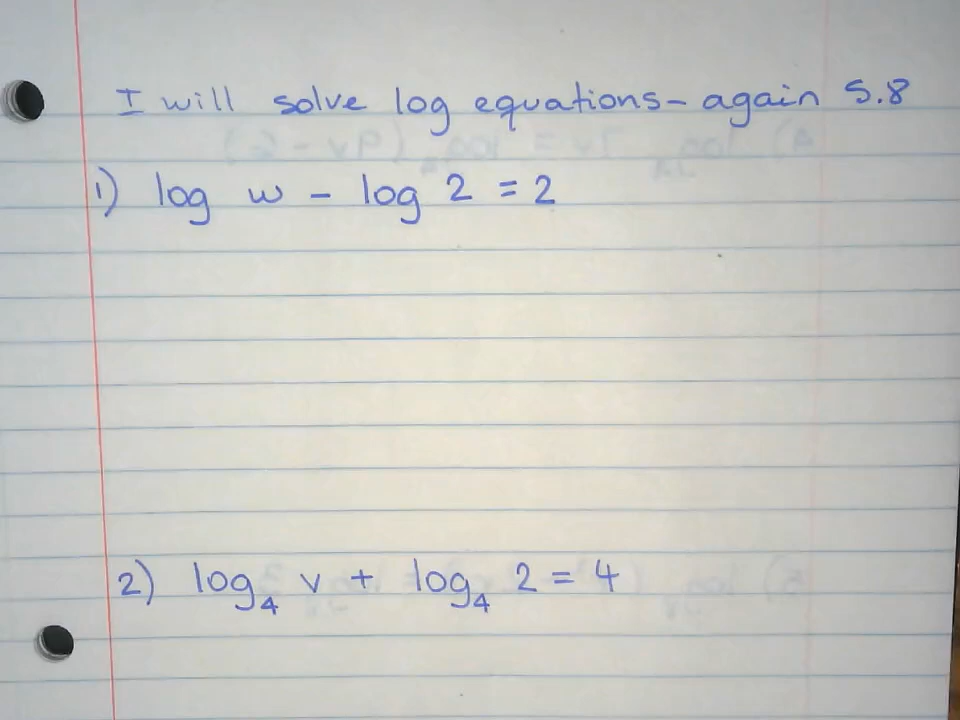 I will solve log equations - again 5.8
1) log w - log 2 = 2
2) log₄ v + log₄ 2 = 4